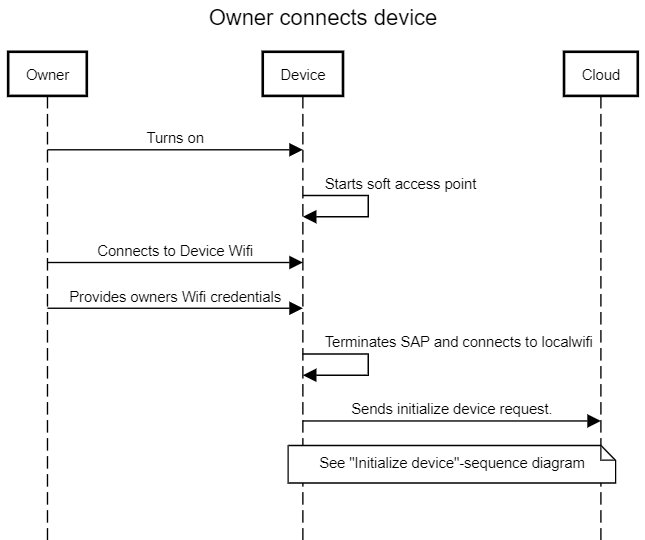 Owner connects device
Owner
Device
Cloud
Turns on
Starts soft access point
Connects to Device Wifi
Provides owners Wifi credentials
Terminates SAP and connects to localwifi
Sends initialize device request.
See "Initialize device"-sequence diagram